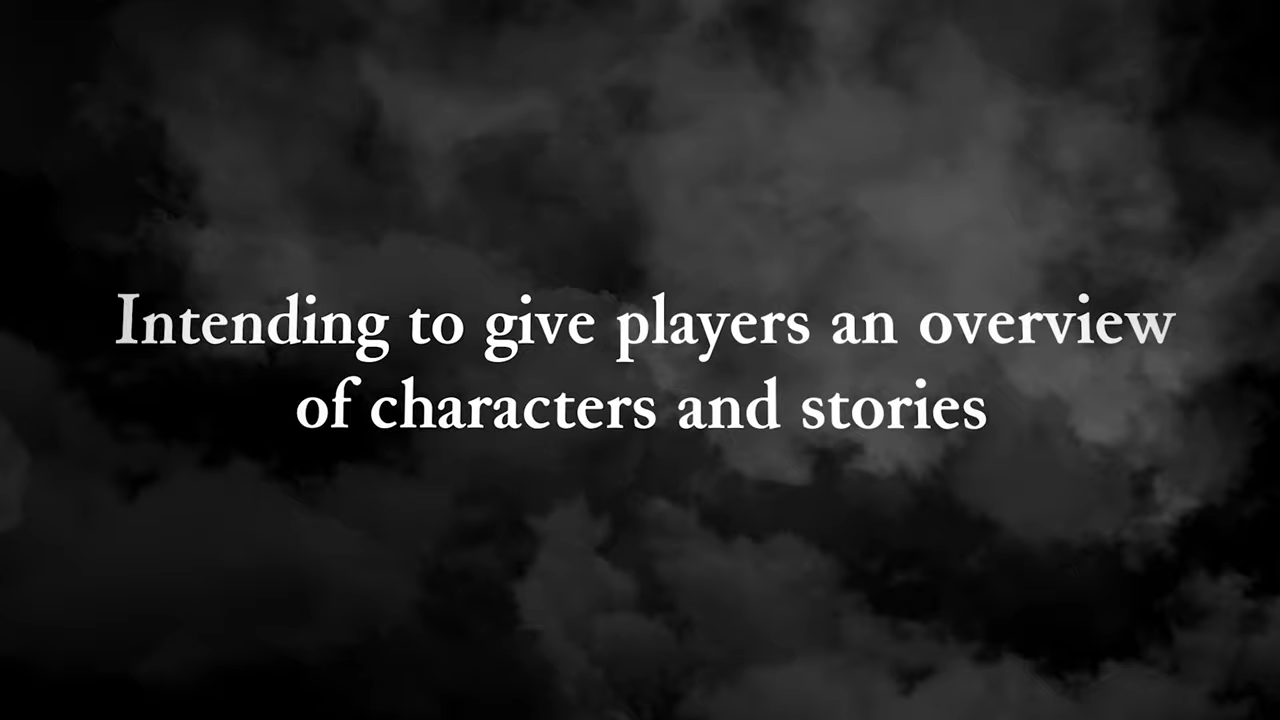 Intending to give players an overview
of characters and stories